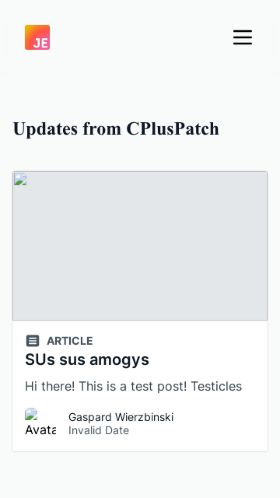 JE
Updates from CPlusPatch
ARTICLE
SUs sus amogys
Hi there! This is a test post! Testicles
Gaspard Wierzbinski
Avata
Invalid Date